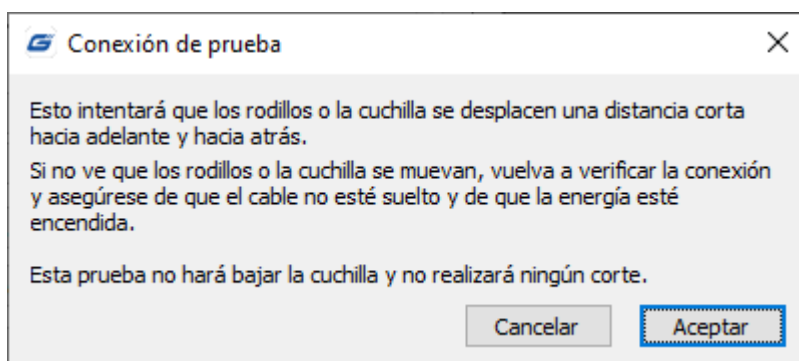 Conexión de prueba
Esto intentará que los rodillos o la cuchilla se desplacen una distancia corta
hacia adelante y hacia atrás.
Si no ve que los rodillos o la cuchilla se muevan, vuelva a verificar la conexión
y asegúrese de que el cable no esté suelto y de que la energía esté
encendida.
Esta prueba no hará bajar la cuchilla y no realizará ningún corte.
Cancelar
Aceptar